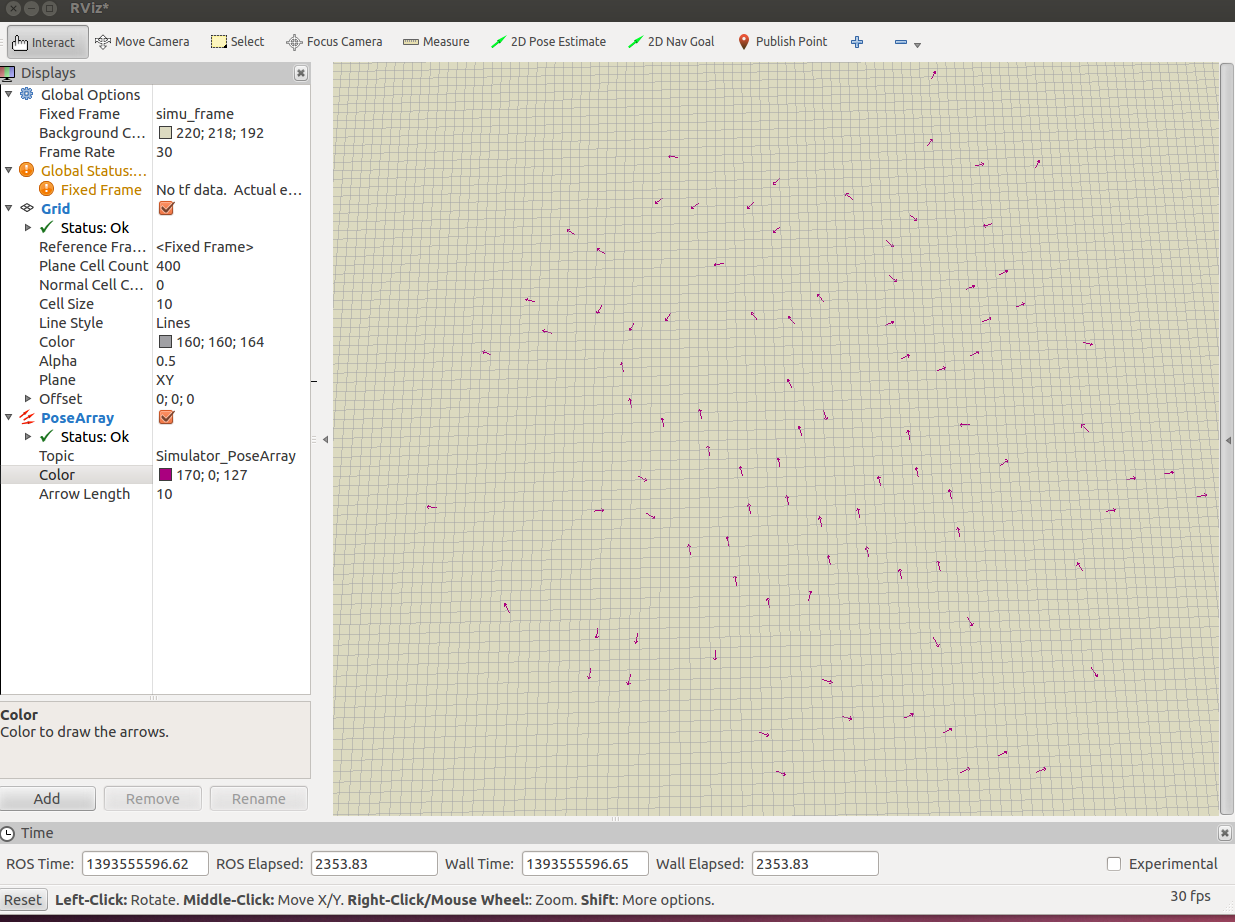 RViz*
Interact Move Camera Select Focus Camera Measure 2D Pose Estimate 2D Nav Goal Publish Point
Displays
Global Options
Fixed Frame simu_frame
Background C... 220; 218; 192
Frame Rate 30
Global Status:...
Fixed Frame No tf data. Actual e...
Grid
Status: Ok
Reference Fra... <Fixed Frame>
Plane Cell Count 400
Normal Cell C... 0
Cell Size 10
Line Style Lines
Color 160; 160; 164
Alpha 0.5
Plane XY
Offset 0; 0; 0
PoseArray
Status: Ok
Topic Simulator_PoseArray
Color 170; 0; 127
Arrow Length 10
Color
Color to draw the arrows.
Add Remove Rename
Time
ROS Time: 1393555596.62 ROS Elapsed: 2353.83 Wall Time: 1393555596.65 Wall Elapsed: 2353.83 Experimental
Reset Left-Click: Rotate. Middle-Click: Move X/Y. Right-Click/Mouse Wheel:: Zoom. Shift: More options. 30 fps